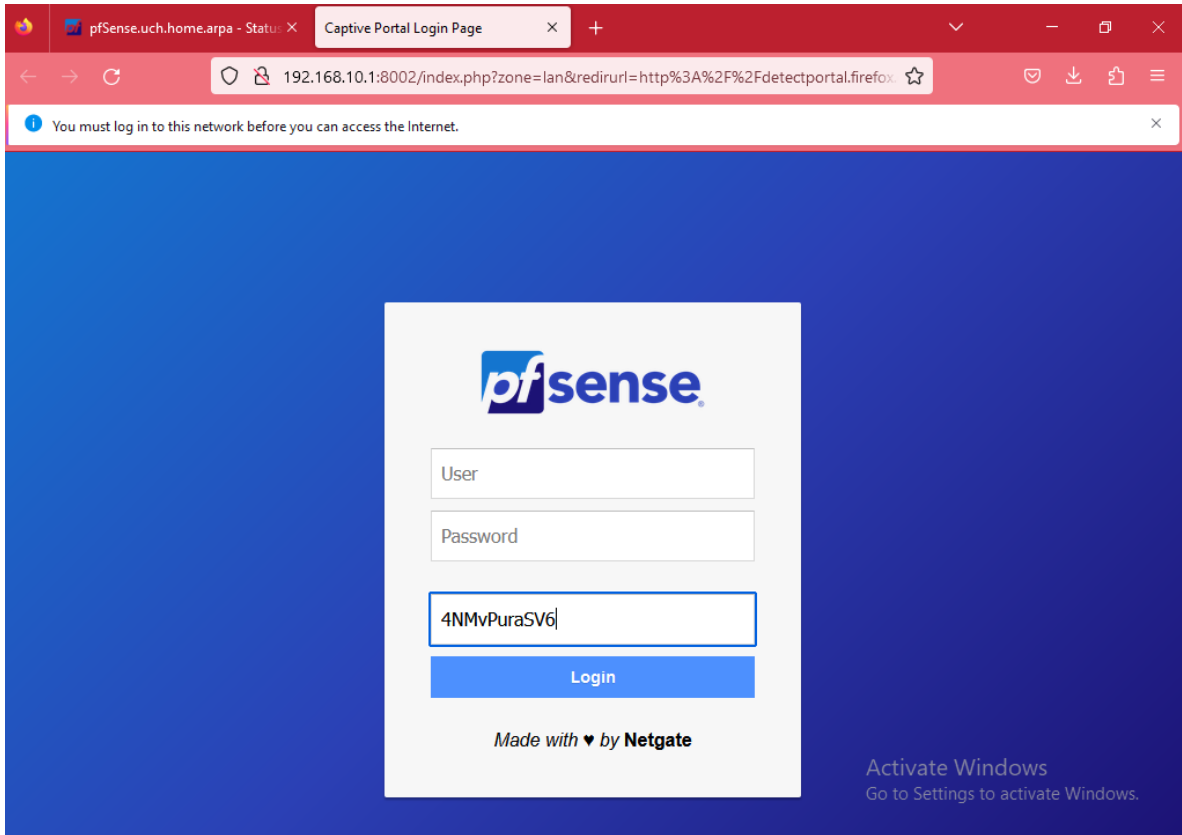 pfSense.uch.home.arpa - Status
Captive Portal Login Page
192.168.10.1:8002/index.php?zone=lan&redirurl=http%3A%2F%2Fdetectportal.firefox.
You must log in to this network before you can access the Internet.
pfsense
User
Password
4NMvPuraSV6
Login
Made with ♥ by Netgate
Activate Windows
Go to Settings to activate Windows.